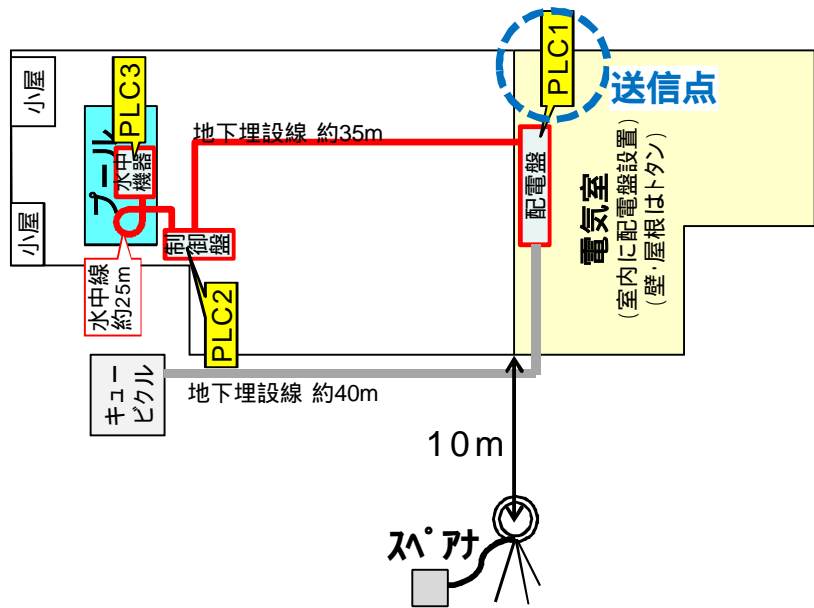 小屋
PLC3
プール
水中
機器
小屋
水中線
約25m
制御盤
PLC2
地下埋設線 約35m
PLC1
送信点
配電盤
電気室
(室内に配電盤設置)
(壁・屋根はトタン)
キュー
ビクル
地下埋設線 約40m
10m
スペアナ